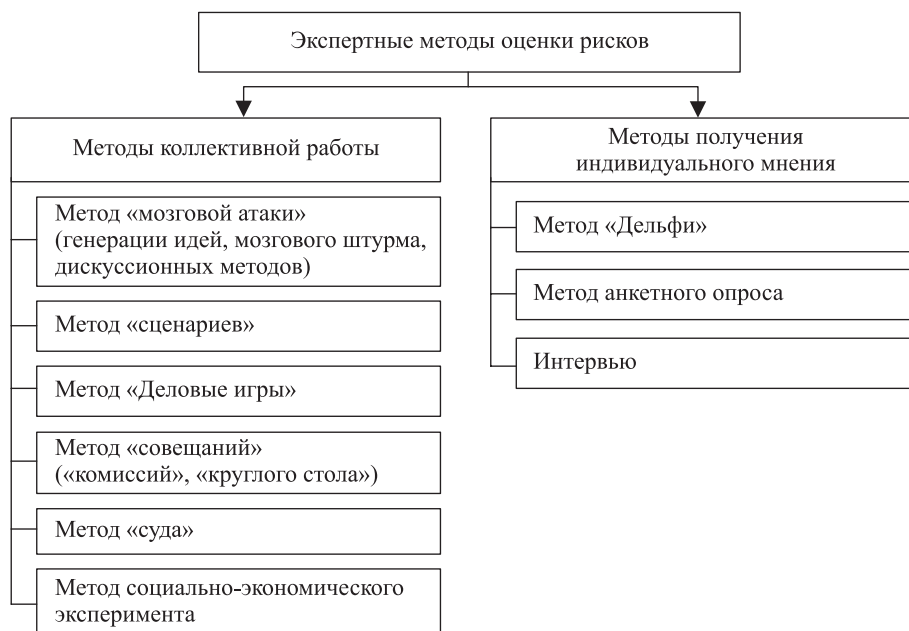 Экспертные методы оценки рисков
Методы коллективной работы
Метод «мозговой атаки»
(генерации идей, мозгового штурма,
дискуссионных методов)
Метод «сценариев»
Метод «Деловые игры»
Метод «совещаний»
(«комиссий», «круглого стола»)
Метод «суда»
Метод социально-экономического
эксперимента
Методы получения
индивидуального мнения
Метод «Дельфи»
Метод анкетного опроса
Интервью